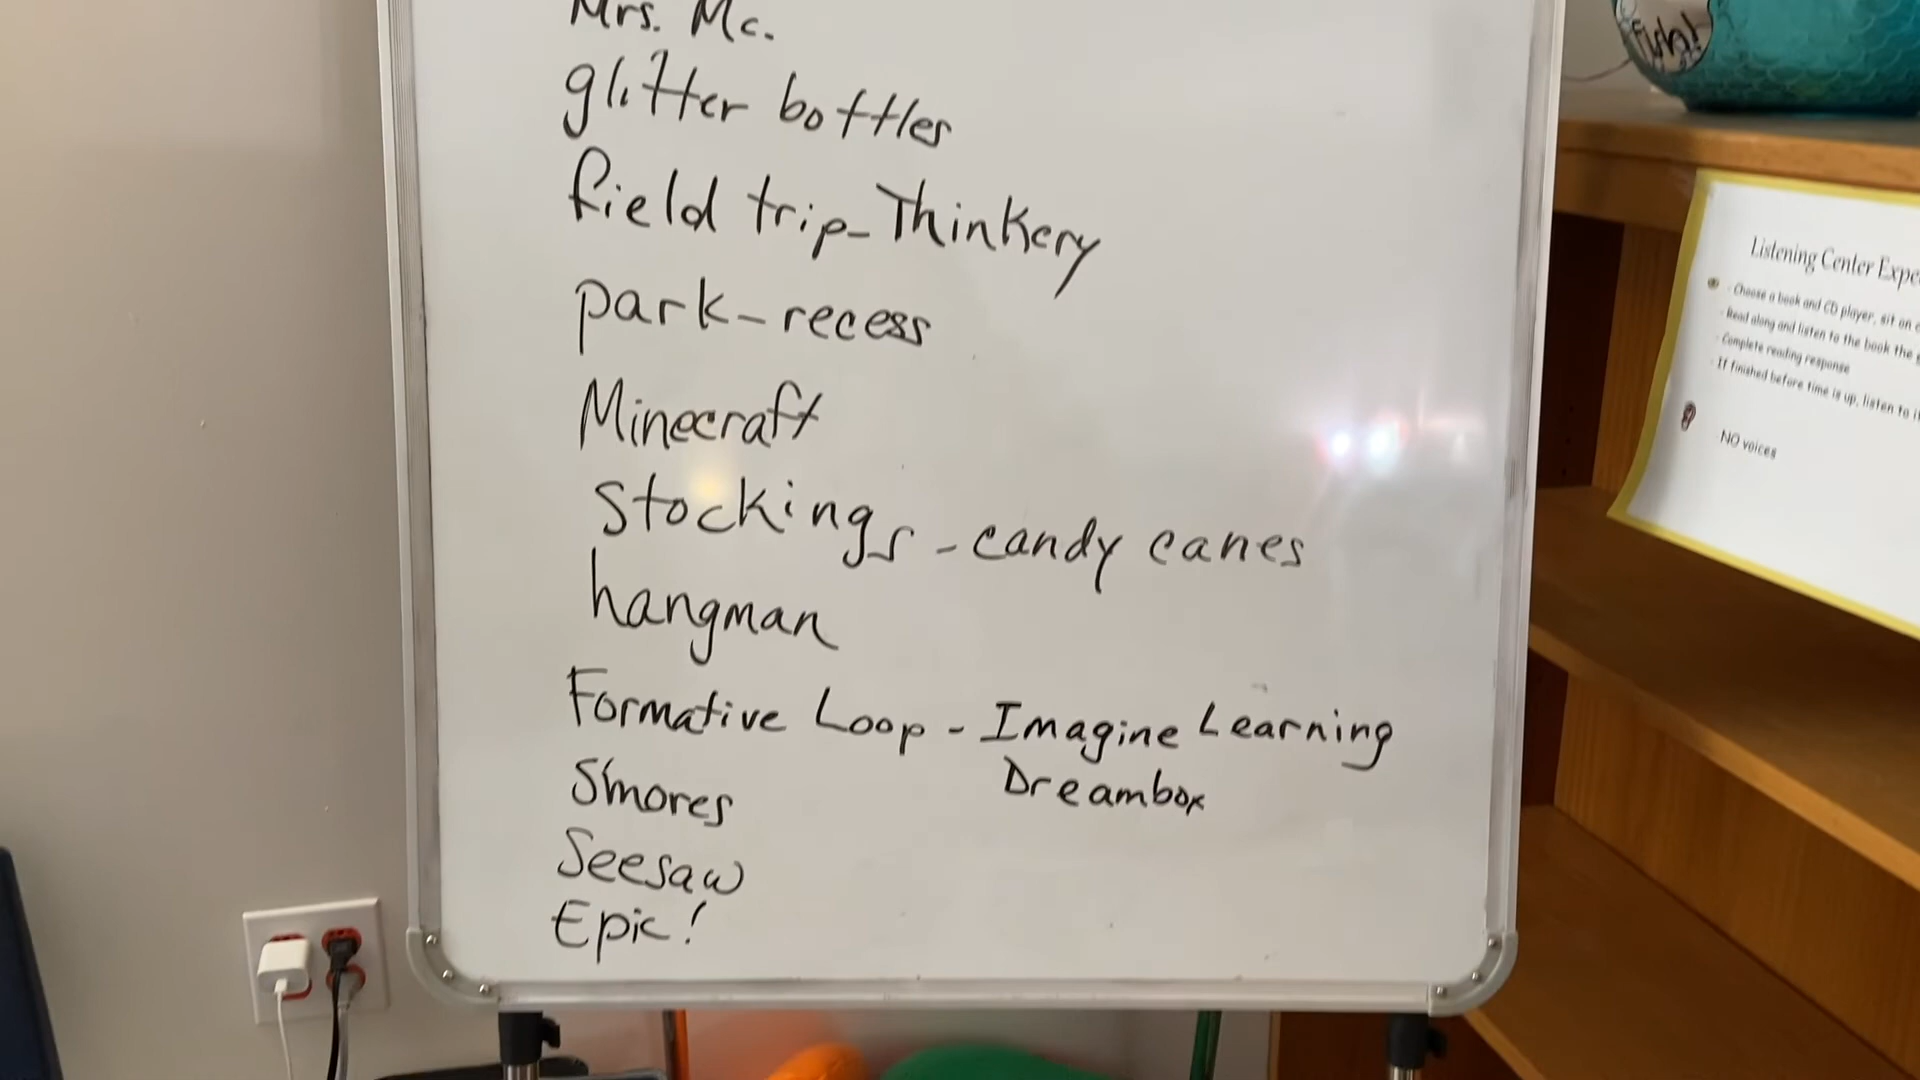 Mrs. Mc.
glitter bottles
field trip - Thinkery
park - recess
Minecraft
Stockings - candy canes
hangman
Formative Loop - Imagine Learning
Dreambox
S'mores
Seesaw
Epic!
Fish!
Listening Center
- Choose a book and CD player, sit on
- Read along and listen to the book the
- Complete reading response
- If finished before time is up, listen to
NO voices